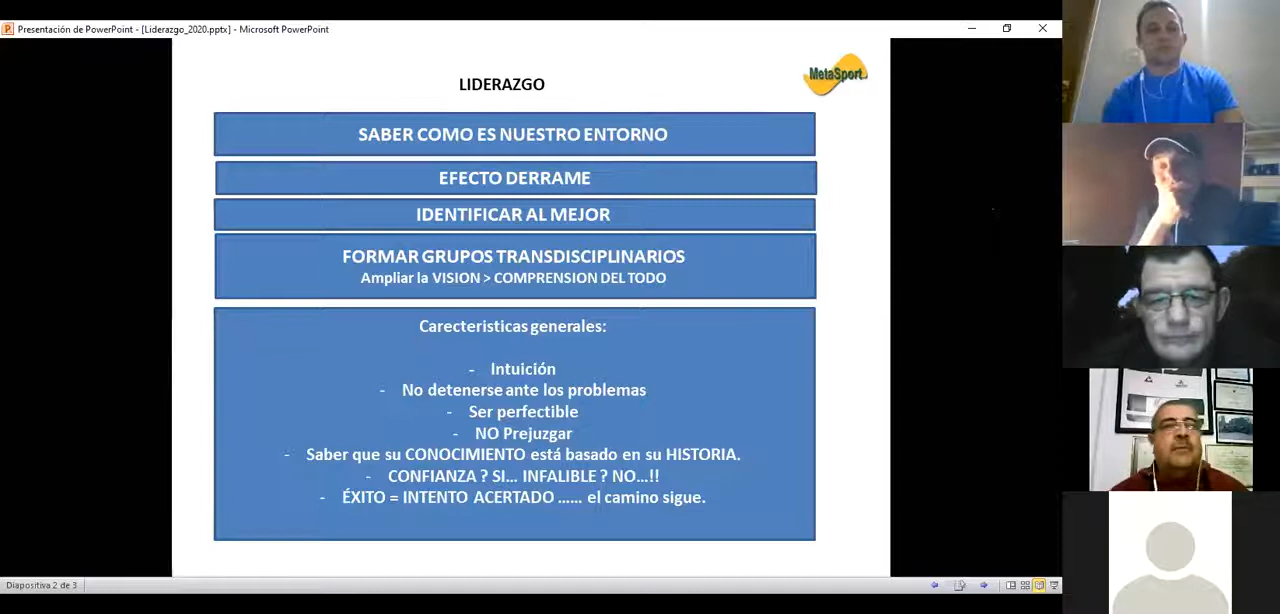 Presentación de PowerPoint - [Liderazgo_2020.pptx] - Microsoft PowerPoint
LIDERAZGO
MetaSport
SABER COMO ES NUESTRO ENTORNO
EFECTO DERRAME
IDENTIFICAR AL MEJOR
FORMAR GRUPOS TRANSDISCIPLINARIOS
Ampliar la VISION > COMPRENSION DEL TODO
Carecteristicas generales:
- Intuición
- No detenerse ante los problemas
- Ser perfectible
- NO Prejuzgar
- Saber que su CONOCIMIENTO está basado en su HISTORIA.
- CONFIANZA ? SI... INFALIBLE ? NO...!!
- ÉXITO = INTENTO ACERTADO ...... el camino sigue.
Diapositiva 2 de 3